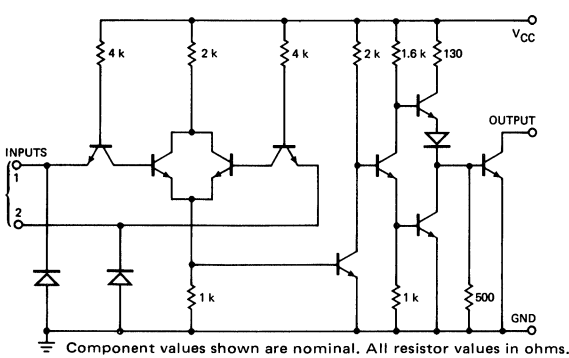 VCC
4 k
2 k
4 k
2 k
1.6 k
130
OUTPUT
INPUTS
1
2
1 k
1 k
500
GND
Component values shown are nominal. All resistor values in ohms.